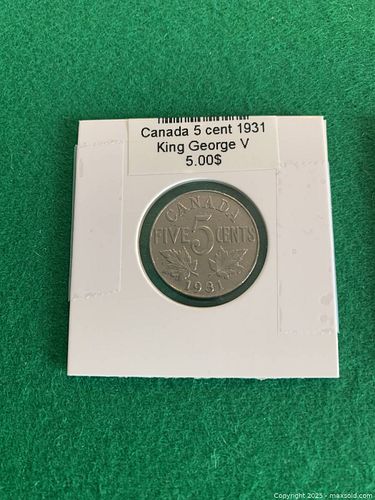 Canada 5 cent 1931
King George V
5.00$
CANADA
FIVE 5 CENTS
1931
Copyright 2025 - maxsold.com